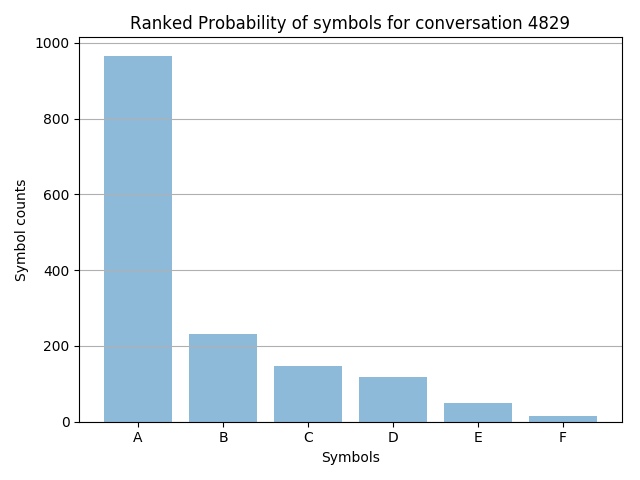 Ranked Probability of symbols for conversation 4829
1000
800
600
400
200
0
Symbol counts
A B C D E F
Symbols